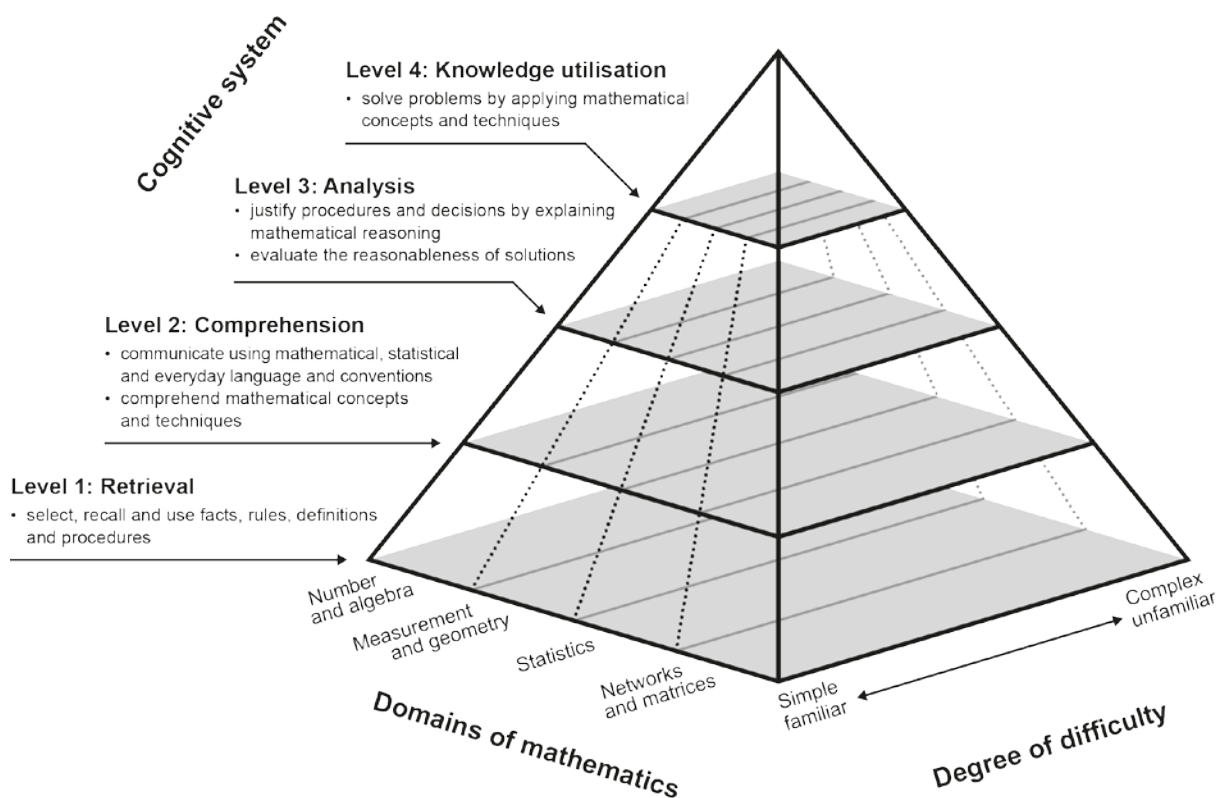 Cognitive system
Level 4: Knowledge utilisation
• solve problems by applying mathematical
concepts and techniques
Level 3: Analysis
• justify procedures and decisions by explaining
mathematical reasoning
• evaluate the reasonableness of solutions
Level 2: Comprehension
• communicate using mathematical, statistical
and everyday language and conventions
• comprehend mathematical concepts
and techniques
Level 1: Retrieval
• select, recall and use facts, rules, definitions
and procedures
Number
and algebra
Measurement
and geometry
Statistics
Networks
and matrices
Domains of mathematics
Simple
familiar
Complex
unfamiliar
Degree of difficulty